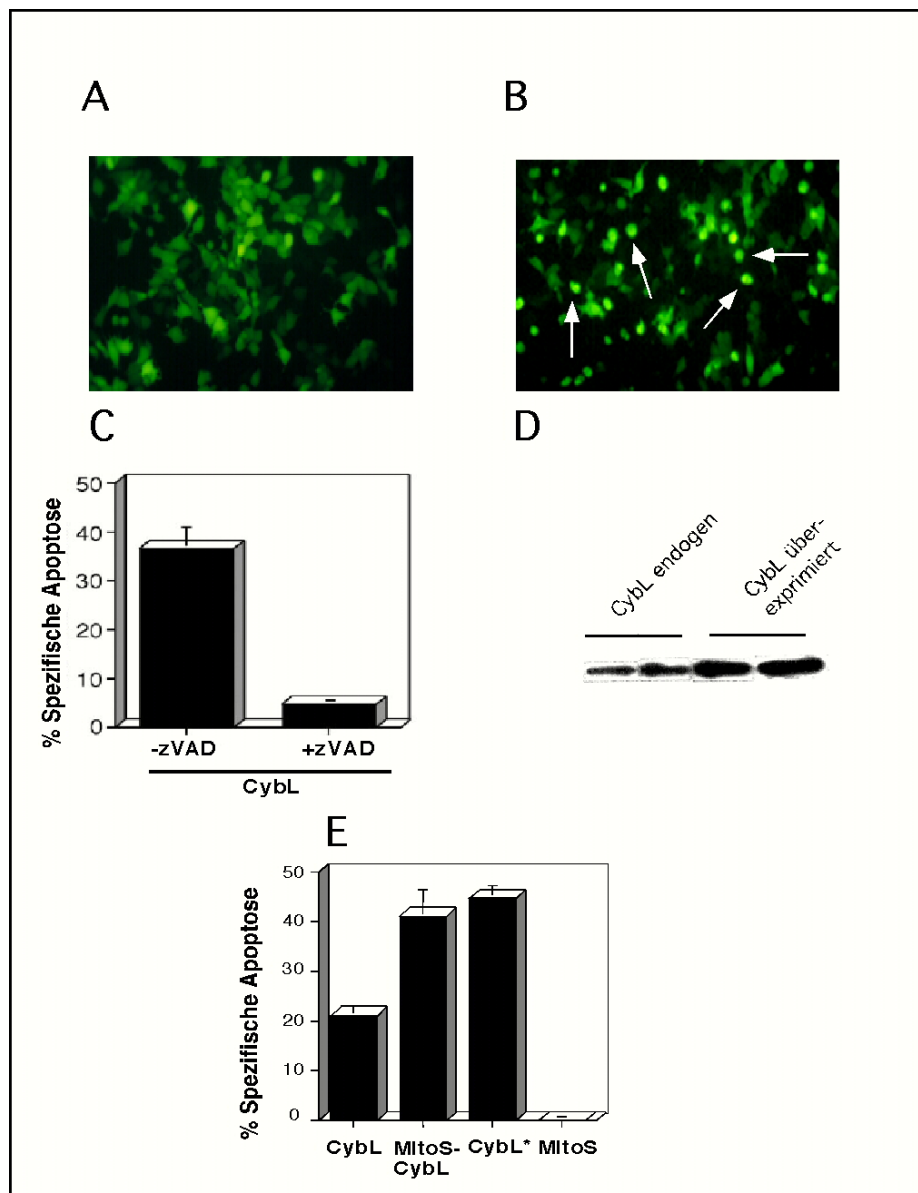 A
B
C
D
% Spezifische Apoptose
50
40
30
20
10
0
-zVAD
+zVAD
CybL
CybL endogen
CybL über-
exprimiert
E
% Spezifische Apoptose
50
40
30
20
10
0
CybL
MitoS-
CybL
CybL*
MitoS